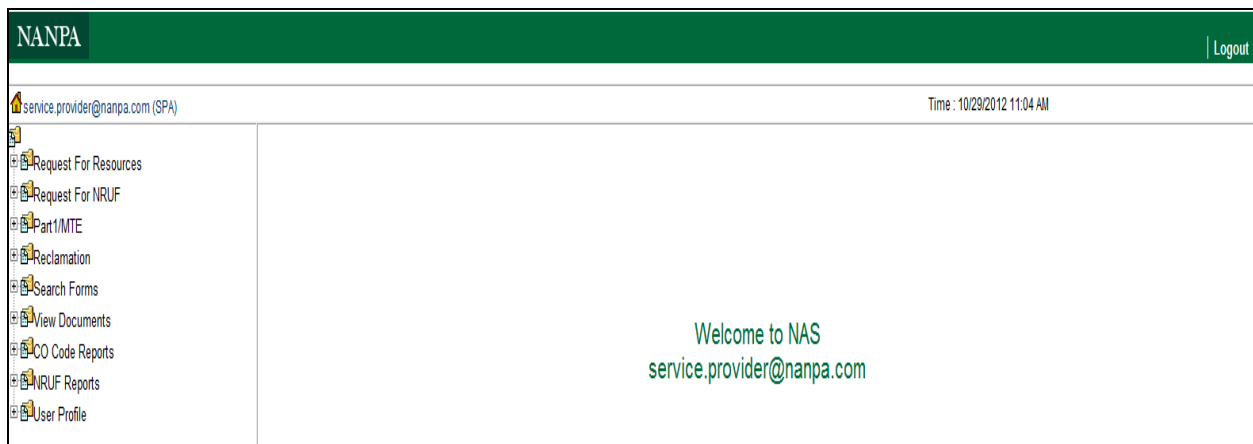 NANPA
| Logout
service.provider@nanpa.com (SPA)
Time : 10/29/2012 11:04 AM
Request For Resources
Request For NRUF
Part1/MTE
Reclamation
Search Forms
View Documents
CO Code Reports
NRUF Reports
User Profile
Welcome to NAS
service.provider@nanpa.com